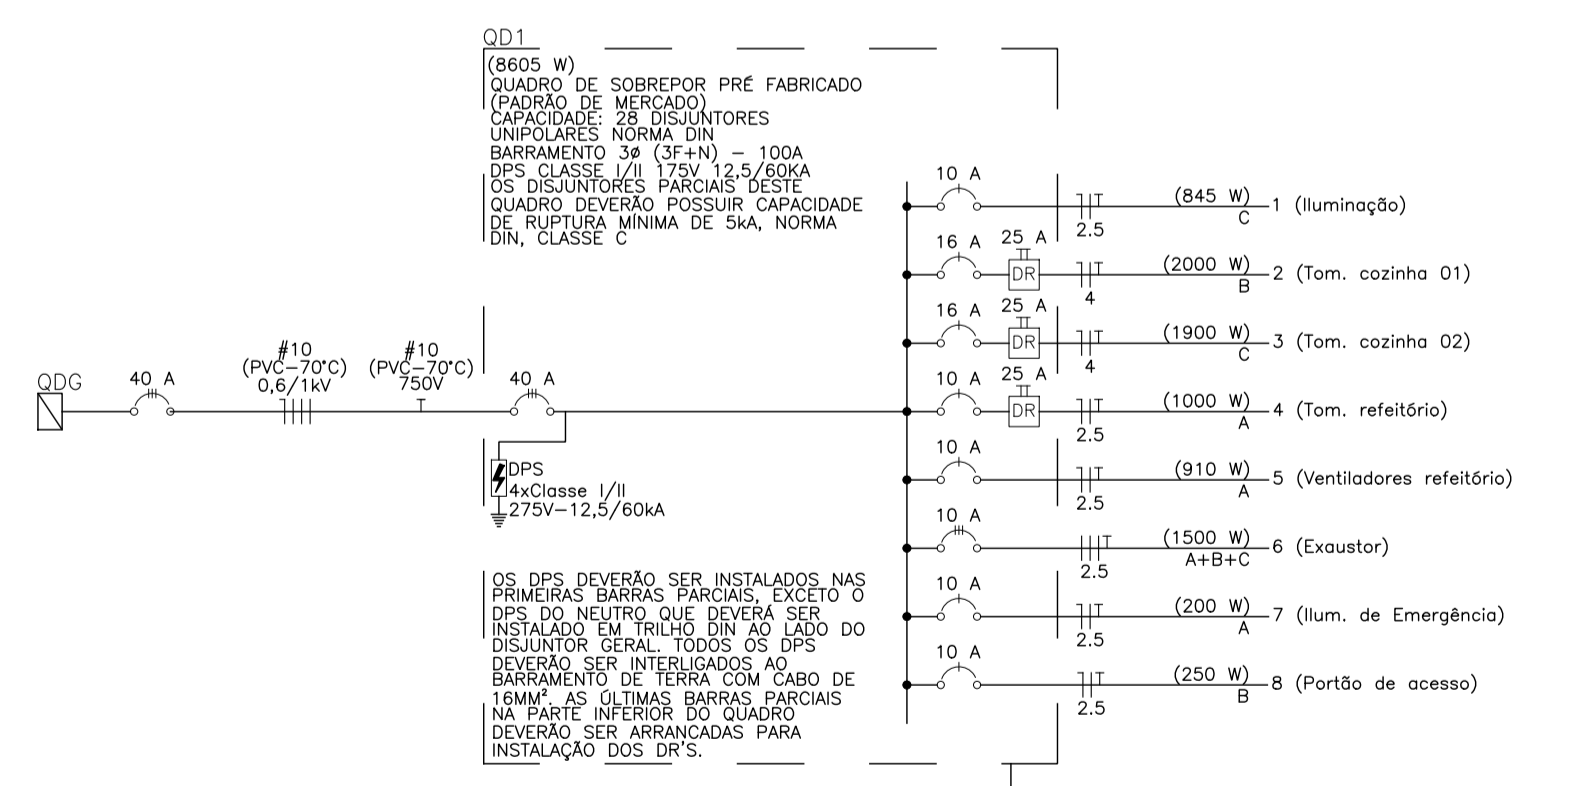 QD1
(8605 W)
QUADRO DE SOBREPOR PRÉ FABRICADO
(PADRÃO DE MERCADO)
CAPACIDADE: 28 DISJUNTORES
UNIPOLARES NORMA DIN
BARRAMENTO 3ø (3F+N) – 100A
DPS CLASSE I/II 175V 12,5/60KA
OS DISJUNTORES PARCIAIS DESTE
QUADRO DEVERÃO POSSUIR CAPACIDADE
DE RUPTURA MÍNIMA DE 5kA, NORMA
DIN, CLASSE C
QDG
40 A
#10
(PVC–70°C)
0,6/1kV
#10
(PVC–70°C)
750V
40 A
DPS
4xClasse I/II
275V–12,5/60kA
OS DPS DEVERÃO SER INSTALADOS NAS
PRIMEIRAS BARRAS PARCIAIS, EXCETO O
DPS DO NEUTRO QUE DEVERÁ SER
INSTALADO EM TRILHO DIN AO LADO DO
DISJUNTOR GERAL. TODOS OS DPS
DEVERÃO SER INTERLIGADOS AO
BARRAMENTO DE TERRA COM CABO DE
16MM². AS ÚLTIMAS BARRAS PARCIAIS
NA PARTE INFERIOR DO QUADRO
DEVERÃO SER ARRANCADAS PARA
INSTALAÇÃO DOS DR'S.
10 A
2.5
(845 W)
C
1 (Iluminação)
16 A
25 A
DR
4
(2000 W)
B
2 (Tom. cozinha 01)
16 A
25 A
DR
4
(1900 W)
C
3 (Tom. cozinha 02)
10 A
25 A
DR
2.5
(1000 W)
A
4 (Tom. refeitório)
10 A
2.5
(910 W)
A
5 (Ventiladores refeitório)
10 A
2.5
(1500 W)
A+B+C
6 (Exaustor)
10 A
2.5
(200 W)
A
7 (Ilum. de Emergência)
10 A
2.5
(250 W)
B
8 (Portão de acesso)